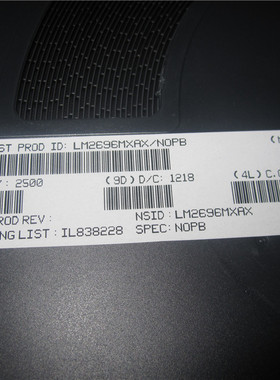 ST PROD ID: LM2696MXAX/NOPB
: 2500 (9D) D/C: 1218 (4L) C.O
ROD REV: NSID: LM2696MXAX
NG LIST: IL838228 SPEC: NOPB